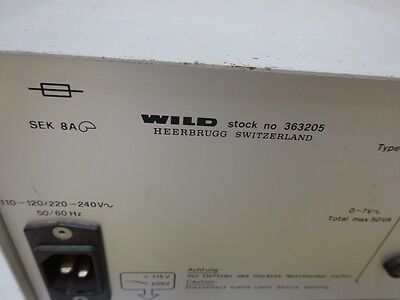 SEK 8A
WILD stock no 363205
HEERBRUGG SWITZERLAND
Type
110-120/220-240V~
50/60 Hz
0-7V~
Total max 50VA
115V
220V
Achtung:
Vor Oeffnen des Gerätes Netzstecker ziehen.
Caution:
Disconnect mains cable before opening